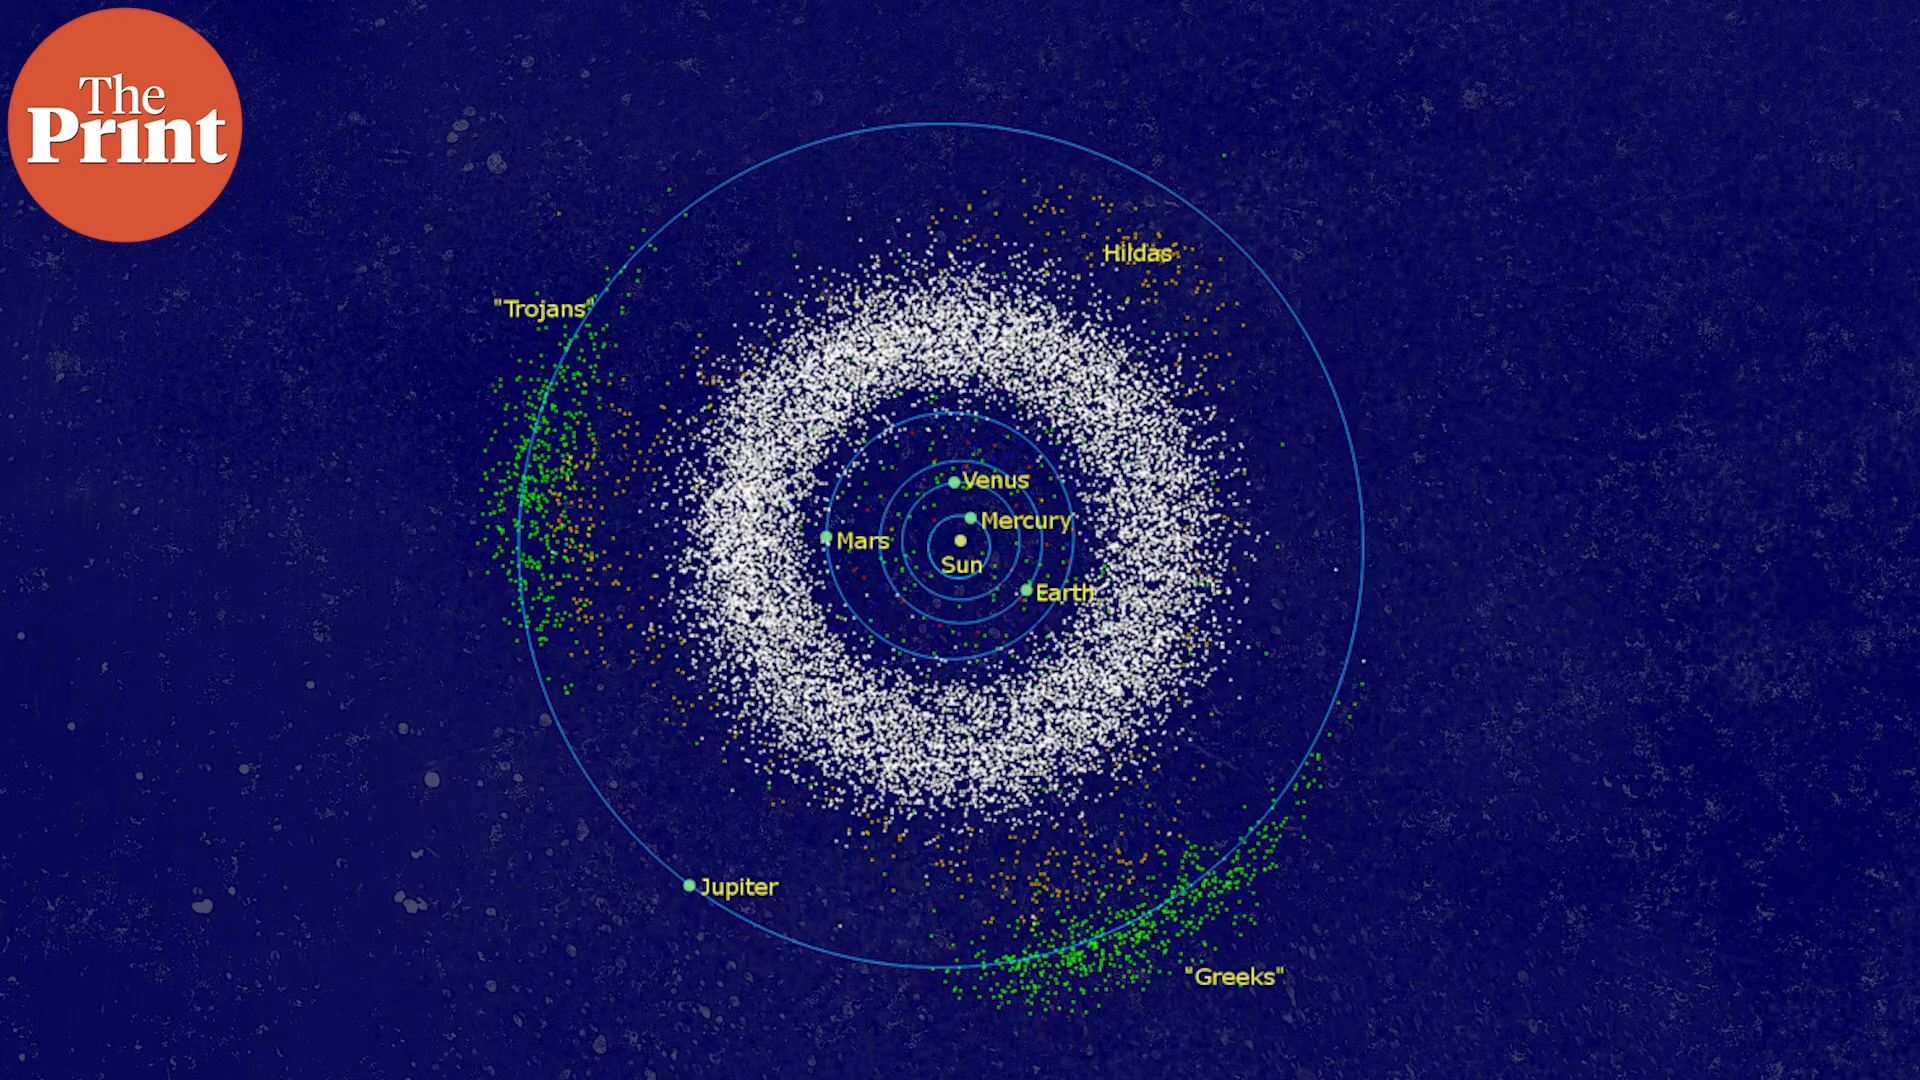 The
Print
Hildas
"Trojans"
Venus
Mercury
Mars
Sun
Earth
Jupiter
"Greeks"